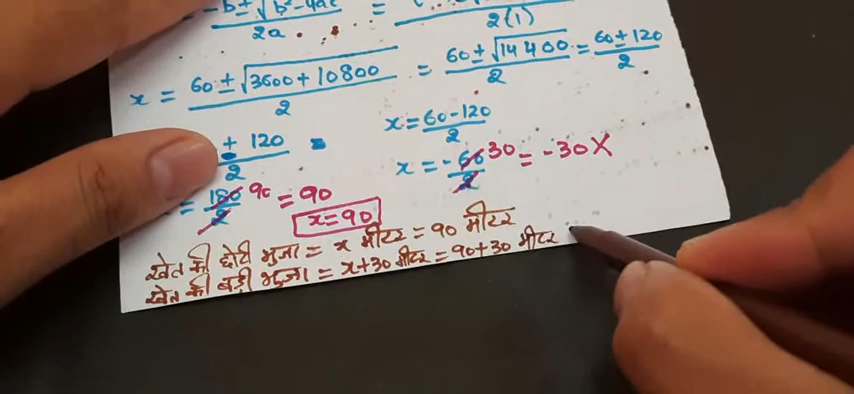 -b ± √b²-4ac / 2a = / 2(1)
x = 60 ± √3600 + 10800 / 2 = 60 ± √14400 / 2 = 60 ± 120 / 2
± 120 / 2 =
x = 60 - 120 / 2
x = -60 / 2 30 = -30 X
= 180 / 2 90 = 90
x = 90
खेत की छोटी भुजा = x मीटर = 90 मीटर
खेत की बड़ी भुजा = x+30 मीटर = 90+30 मीटर